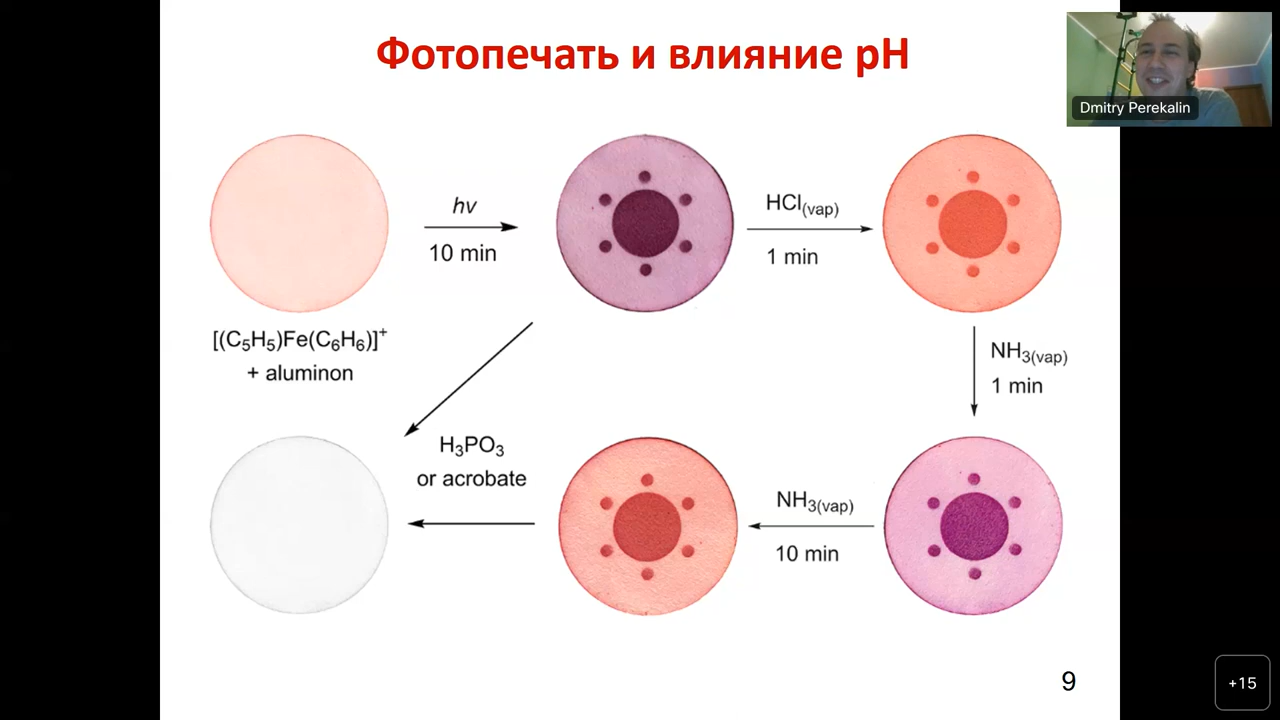 Фотопечать и влияние pH
Dmitry Perekalin
hv
10 min
HCl(vap)
1 min
[(C5H5)Fe(C6H6)]+
+ aluminon
NH3(vap)
1 min
H3PO3
or acrobate
NH3(vap)
10 min
9
+15